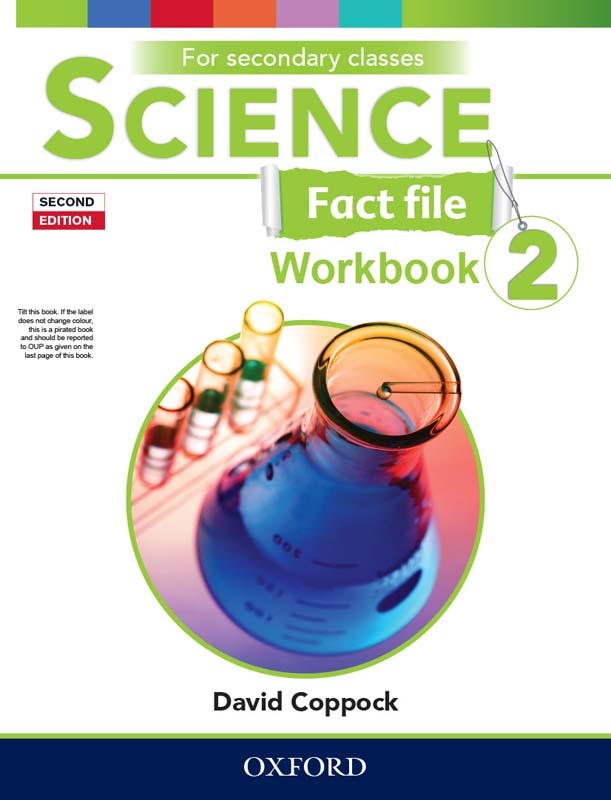 For secondary classes
SCIENCE
Fact file
SECOND
EDITION
Workbook 2
Tilt this book. If the label
does not change colour,
this is a pirated book
and should be reported
to OUP as given on the
last page of this book.
300
100
David Coppock
OXFORD